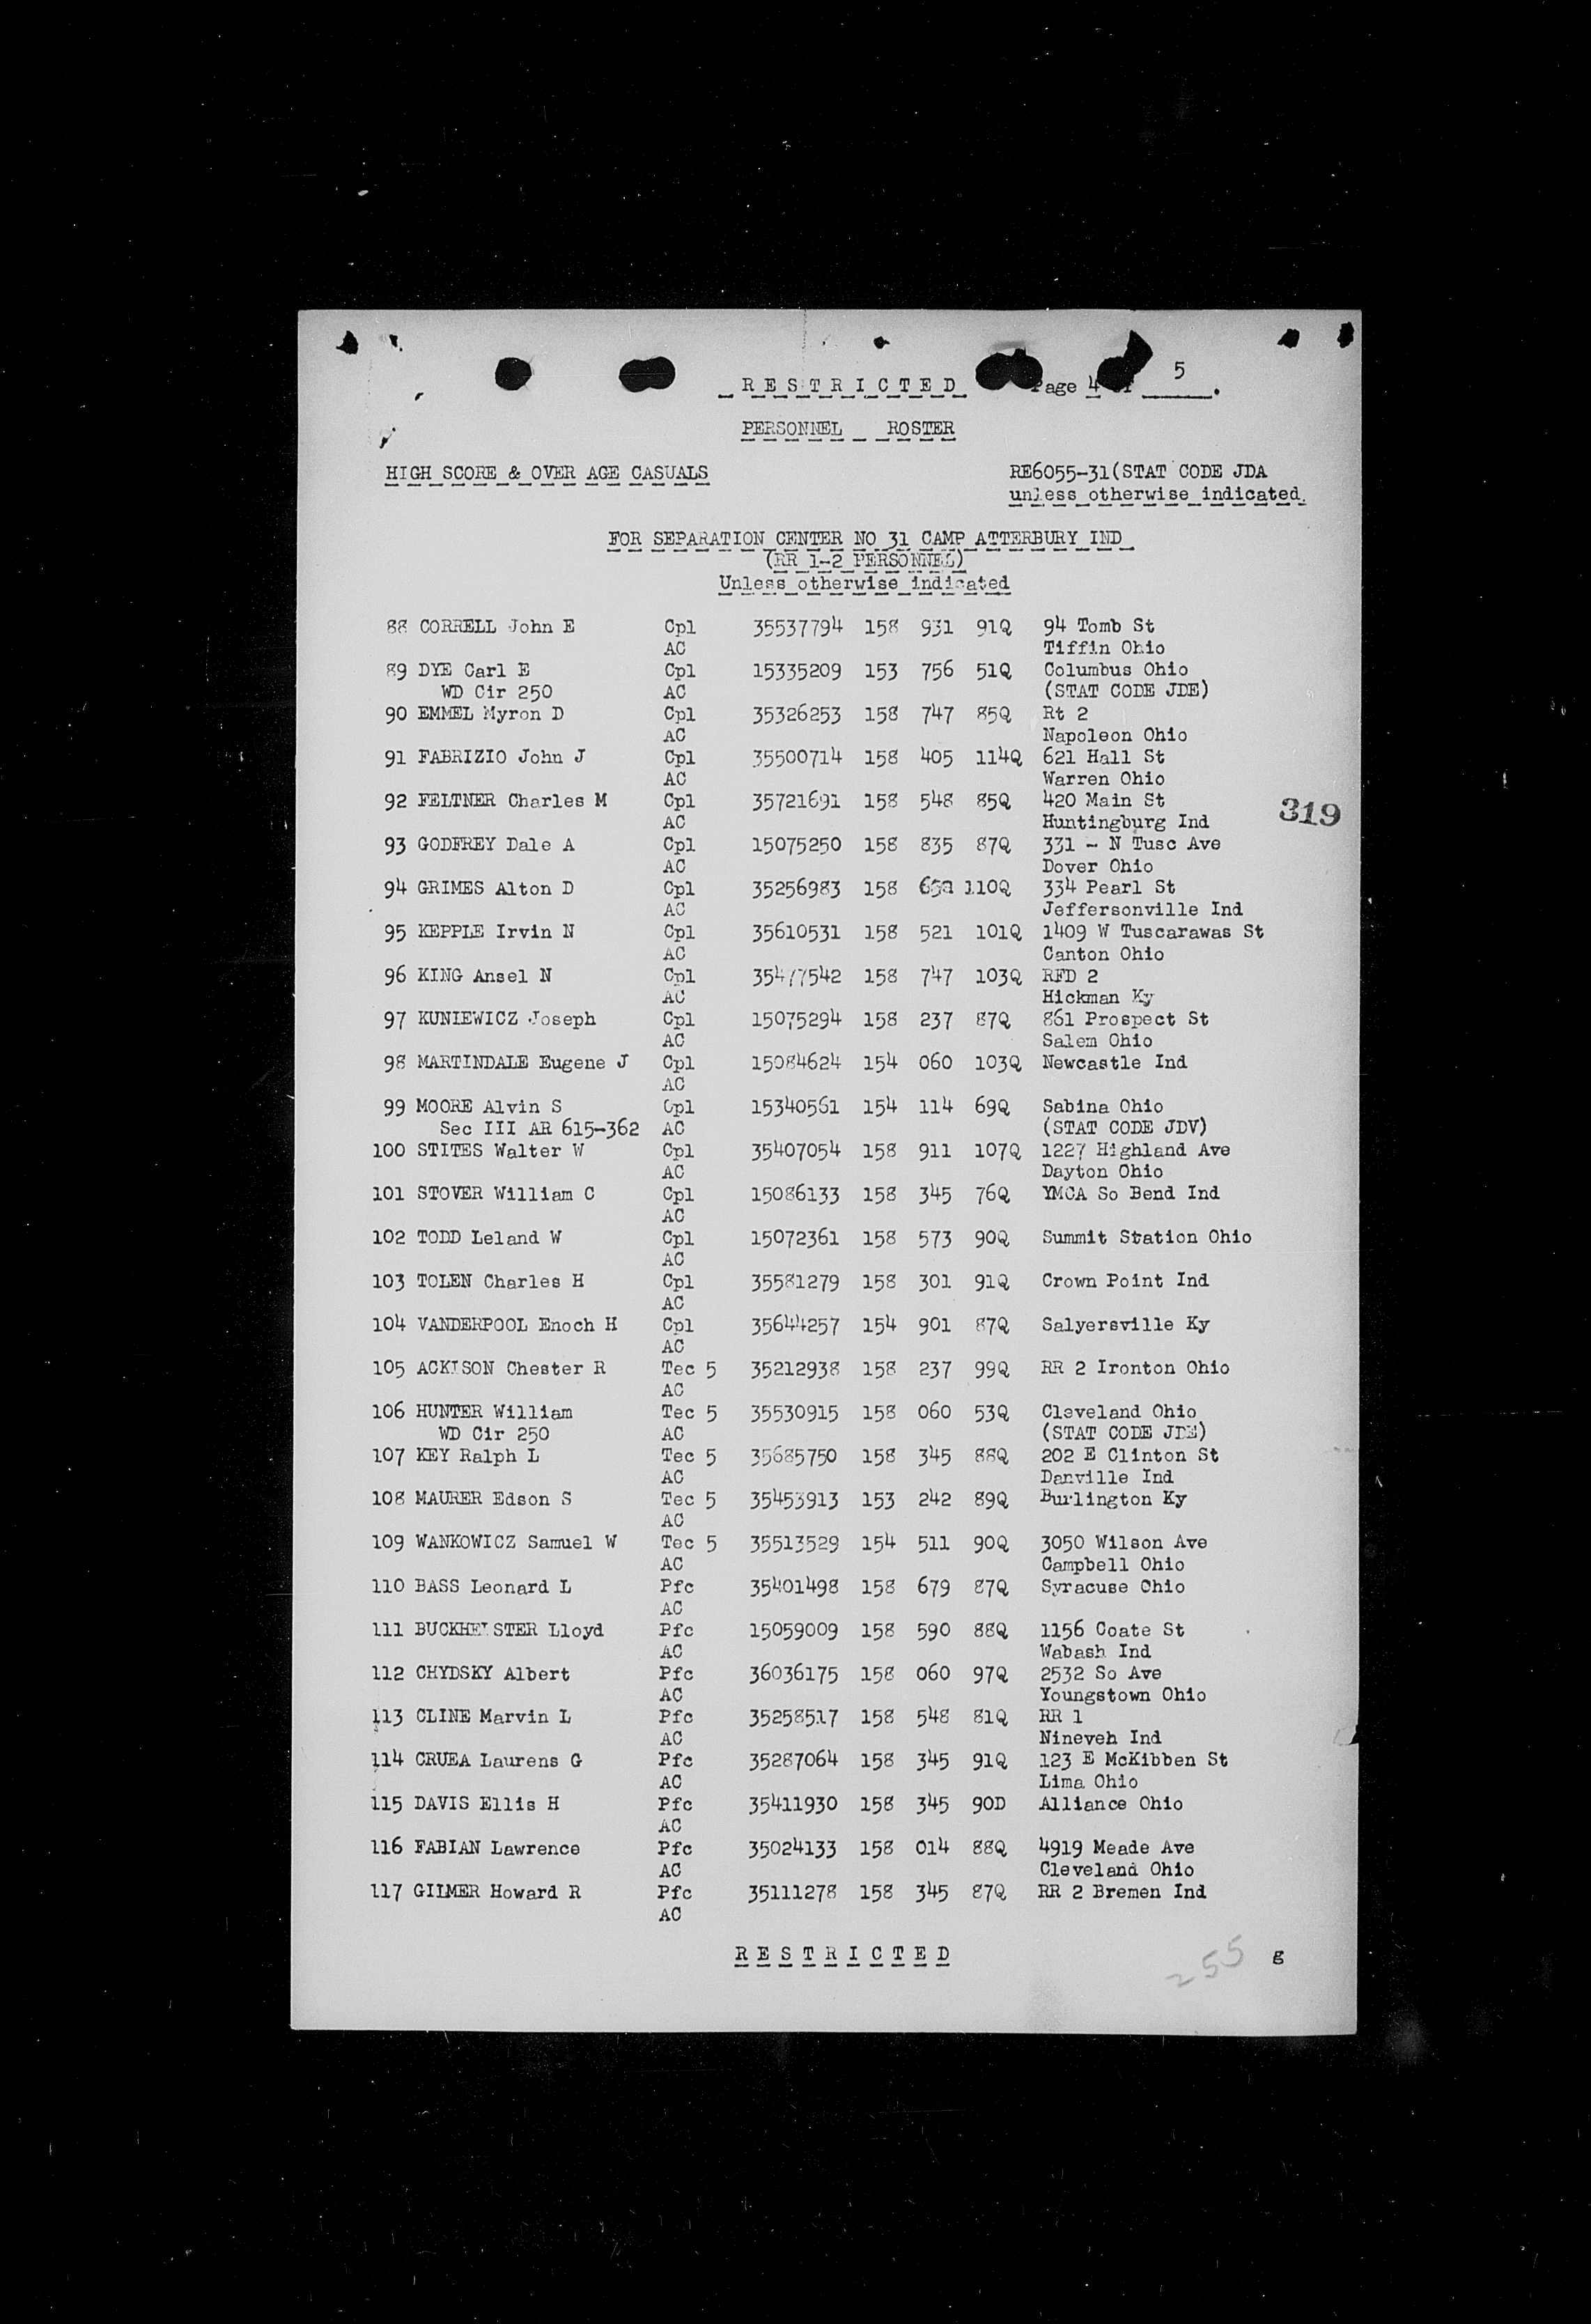 5
R E S T R I C T E D Page 4 of .
PERSONNEL ROSTER
HIGH SCORE & OVER AGE CASUALS RE6055-31(STAT CODE JDA
unless otherwise indicated.
FOR SEPARATION CENTER NO 31 CAMP ATTERBURY IND
(RR 1-2 PERSONNEL)
Unless otherwise indicated
88 CORRELL John E Cpl 35537794 158 931 91Q 94 Tomb St
AC Tiffin Ohio
89 DYE Carl E Cpl 15335209 153 756 51Q Columbus Ohio
WD Cir 250 AC (STAT CODE JDE)
90 EMMEL Myron D Cpl 35326253 158 747 85Q Rt 2
AC Napoleon Ohio
91 FABRIZIO John J Cpl 35500714 158 405 114Q 621 Hall St
AC Warren Ohio
92 FELTNER Charles M Cpl 35721691 158 548 85Q 420 Main St
319
AC Huntingburg Ind
93 GODFREY Dale A Cpl 15075250 158 835 87Q 331 - N Tusc Ave
AC Dover Ohio
94 GRIMES Alton D Cpl 35256983 158 110Q 334 Pearl St
AC Jeffersonville Ind
95 KEPPLE Irvin N Cpl 35610531 158 521 101Q 1409 W Tuscarawas St
AC Canton Ohio
96 KING Ansel N Cpl 35477542 158 747 103Q RFD 2
AC Hickman Ky
97 KUNIEWICZ Joseph Cpl 15075294 158 237 87Q 861 Prospect St
AC Salem Ohio
98 MARTINDALE Eugene J Cpl 15084624 154 060 103Q Newcastle Ind
AC
99 MOORE Alvin S Cpl 15340561 154 114 69Q Sabina Ohio
Sec III AR 615-362 AC (STAT CODE JDV)
100 STITES Walter W Cpl 35407054 158 911 107Q 1227 Highland Ave
AC Dayton Ohio
101 STOVER William C Cpl 15086133 158 345 76Q YMCA So Bend Ind
AC
102 TODD Leland W Cpl 15072361 158 573 90Q Summit Station Ohio
AC
103 TOLEN Charles H Cpl 35581279 158 301 91Q Crown Point Ind
AC
104 VANDERPOOL Enoch H Cpl 35644257 154 901 87Q Salyersville Ky
AC
105 ACKISON Chester R Tec 5 35212938 158 237 99Q RR 2 Ironton Ohio
AC
106 HUNTER William Tec 5 35530915 158 060 53Q Cleveland Ohio
WD Cir 250 AC (STAT CODE JDE)
107 KEY Ralph L Tec 5 35685750 158 345 88Q 202 E Clinton St
AC Danville Ind
108 MAURER Edson S Tec 5 35453913 153 242 89Q Burlington Ky
AC
109 WANKOWICZ Samuel W Tec 5 35513529 154 511 90Q 3050 Wilson Ave
AC Campbell Ohio
110 BASS Leonard L Pfc 35401498 158 679 87Q Syracuse Ohio
AC
111 BUCKHEISTER Lloyd Pfc 15059009 158 590 88Q 1156 Coate St
AC Wabash Ind
112 CHYDSKY Albert Pfc 36036175 158 060 97Q 2532 So Ave
AC Youngstown Ohio
113 CLINE Marvin L Pfc 35258517 158 548 81Q RR 1
AC Nineveh Ind
114 CRUEA Laurens G Pfc 35287064 158 345 91Q 123 E McKibben St
AC Lima Ohio
115 DAVIS Ellis H Pfc 35411930 158 345 90D Alliance Ohio
AC
116 FABIAN Lawrence Pfc 35024133 158 014 88Q 4919 Meade Ave
AC Cleveland Ohio
117 GILMER Howard R Pfc 35111278 158 345 87Q RR 2 Bremen Ind
AC
R E S T R I C T E D g
255